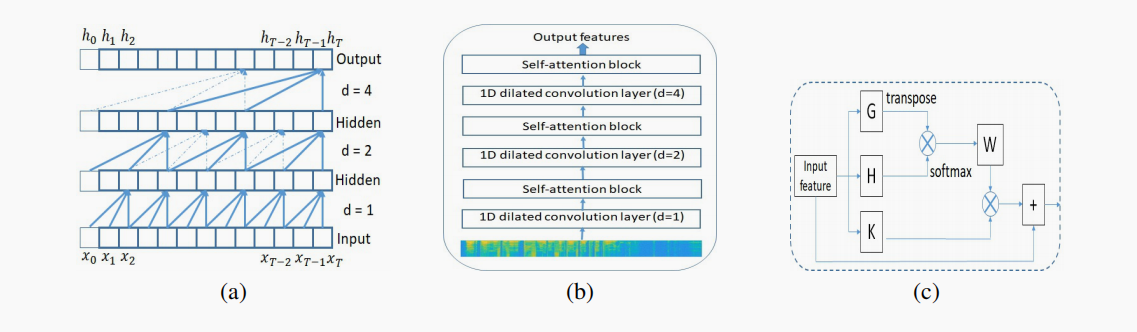 h0 h1 h2 hT−2 hT−1 hT
Output
d = 4
Hidden
d = 2
Hidden
d = 1
Input
x0 x1 x2 xT−2 xT−1 xT
(a)
Output features
Self-attention block
1D dilated convolution layer (d=4)
Self-attention block
1D dilated convolution layer (d=2)
Self-attention block
1D dilated convolution layer (d=1)
(b)
G
transpose
W
Input
feature
H
softmax
+
K
(c)